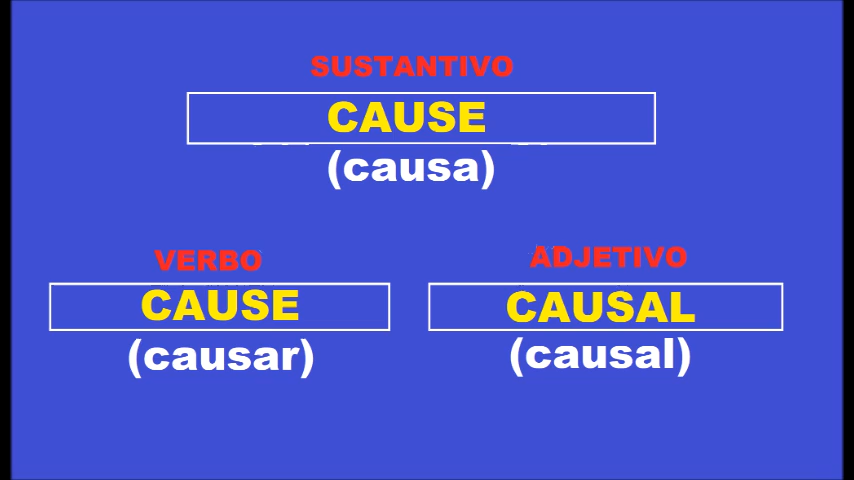 SUSTANTIVO
CAUSE
(causa)
VERBO
CAUSE
(causar)
ADJETIVO
CAUSAL
(causal)